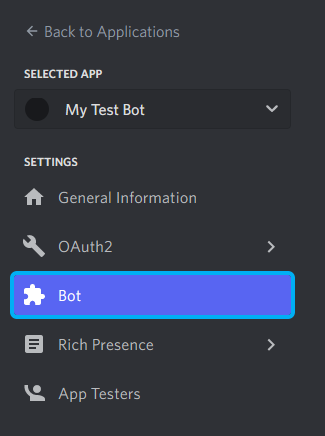 Back to Applications
SELECTED APP
My Test Bot
SETTINGS
General Information
OAuth2
Bot
Rich Presence
App Testers